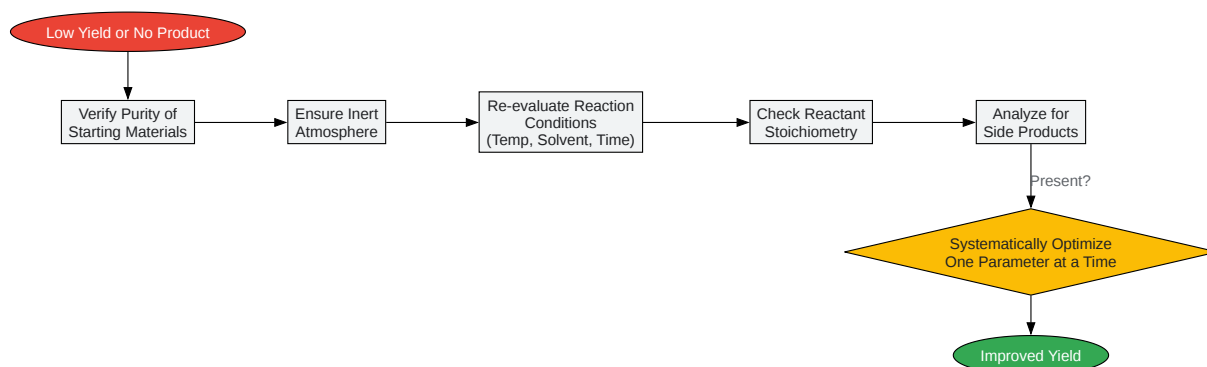 Low Yield or No Product
Verify Purity of
Starting Materials
Ensure Inert
Atmosphere
Re-evaluate Reaction
Conditions
(Temp, Solvent, Time)
Check Reactant
Stoichiometry
Analyze for
Side Products
Present?
Systematically Optimize
One Parameter at a Time
Improved Yield